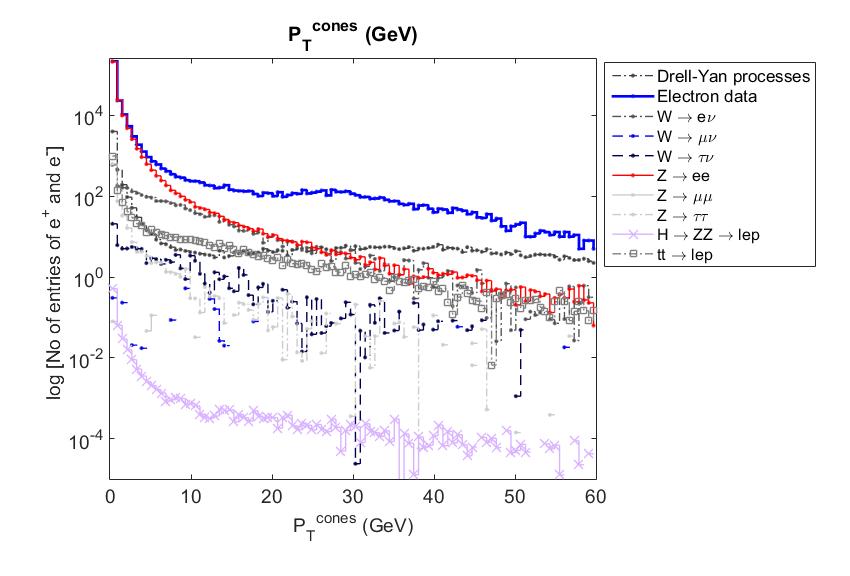 P_T^cones (GeV)
log [No of entries of e^+ and e^-]
10^4
10^2
10^0
10^-2
10^-4
0 10 20 30 40 50 60
P_T^cones (GeV)
Drell-Yan processes
Electron data
W → eν
W → μν
W → τν
Z → ee
Z → μμ
Z → ττ
H → ZZ → lep
tt → lep